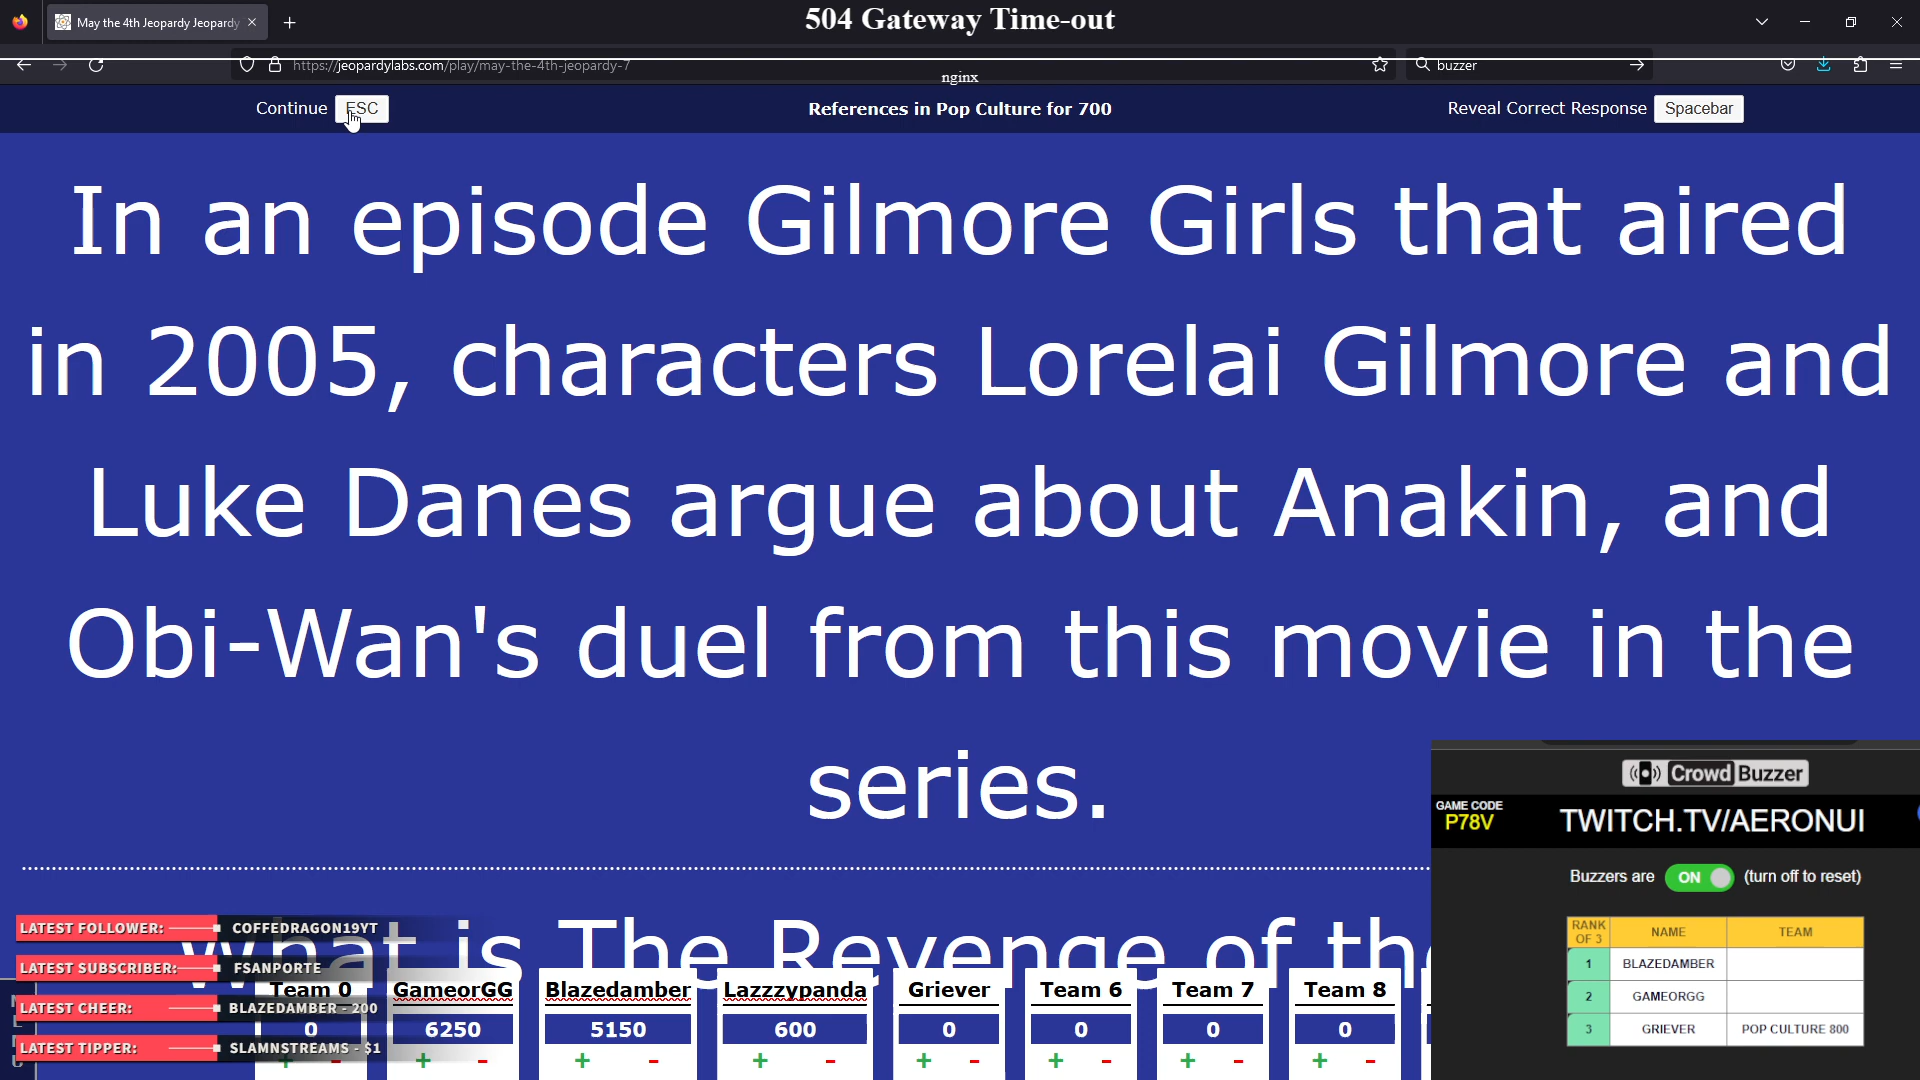 May the 4th Jeopardy Jeopardy
504 Gateway Time-out
https://jeopardylabs.com/play/may-the-4th-jeopardy-7
buzzer
nginx
Continue ESC
References in Pop Culture for 700
Reveal Correct Response Spacebar
In an episode Gilmore Girls that aired
in 2005, characters Lorelai Gilmore and
Luke Danes argue about Anakin, and
Obi-Wan's duel from this movie in the
series.
What is The Revenge of the
Crowd Buzzer
GAME CODE
P78V
TWITCH.TV/AERONUI
Buzzers are ON (turn off to reset)
RANK OF 3 NAME TEAM
1 BLAZEDAMBER
2 GAMEORGG
3 GRIEVER POP CULTURE 800
LATEST FOLLOWER: COFFEDRAGON19YT
LATEST SUBSCRIBER: FSANPORTE
LATEST CHEER: BLAZEDAMBER - 200
LATEST TIPPER: SLAMNSTREAMS - $1
Team 0 GameorGG Blazedamber Lazzzypanda Griever Team 6 Team 7 Team 8
0 6250 5150 600 0 0 0 0
+ - + - + - + - + - + - + - + -